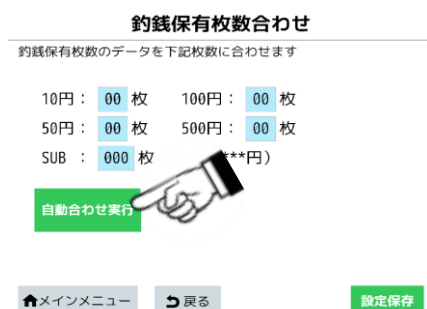 釣銭保有枚数合わせ
釣銭保有枚数のデータを下記枚数に合わせます
10円： 00 枚 100円： 00 枚
50円： 00 枚 500円： 00 枚
SUB ： 000 枚 **円）
自動合わせ実行
メインメニュー 戻る 設定保存